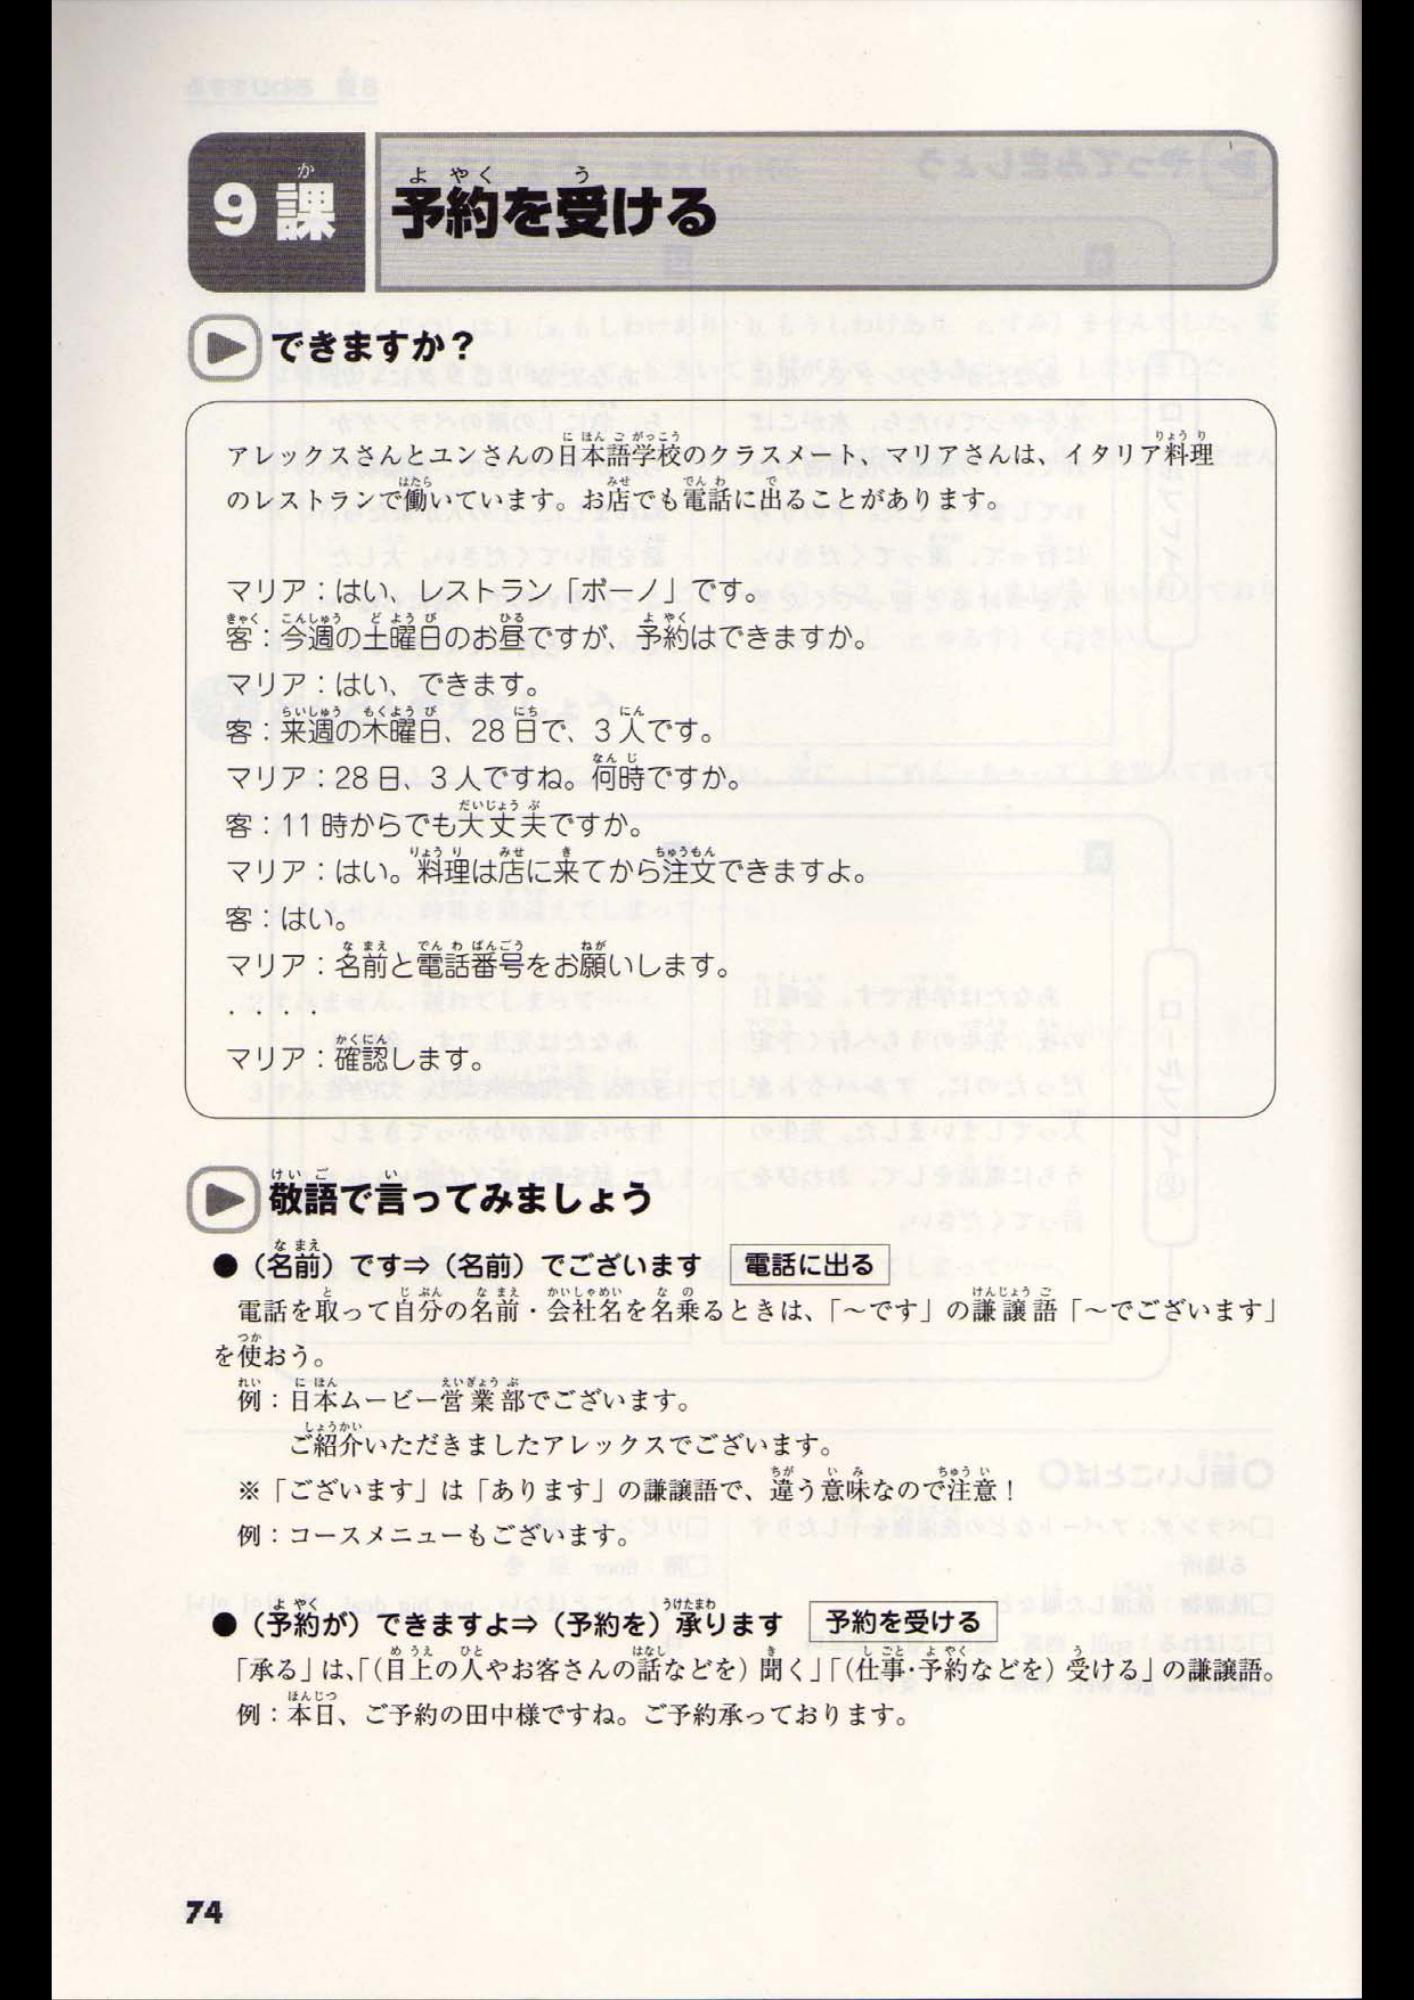 9課 予約を受ける
できますか？
アレックスさんとユンさんの日本語学校のクラスメート、マリアさんは、イタリア料理
のレストランで働いています。お店でも電話に出ることがあります。
マリア：はい、レストラン「ボーノ」です。
客：今週の土曜日のお昼ですが、予約はできますか。
マリア：はい、できます。
客：来週の木曜日、28日で、3人です。
マリア：28日、3人ですね。何時ですか。
客：11時からでも大丈夫ですか。
マリア：はい。料理は店に来てから注文できますよ。
客：はい。
マリア：名前と電話番号をお願いします。
・・・・
マリア：確認します。
敬語で言ってみましょう
●（名前）です⇒（名前）でございます 電話に出る
電話を取って自分の名前・会社名を名乗るときは、「〜です」の謙譲語「〜でございます」
を使おう。
例：日本ムービー営業部でございます。
ご紹介いただきましたアレックスでございます。
※「ございます」は「あります」の謙譲語で、違う意味なので注意！
例：コースメニューもございます。
●（予約が）できますよ⇒（予約を）承ります 予約を受ける
「承る」は、「（目上の人やお客さんの話などを）聞く」「（仕事・予約などを）受ける」の謙譲語。
例：本日、ご予約の田中様ですね。ご予約承っております。
74